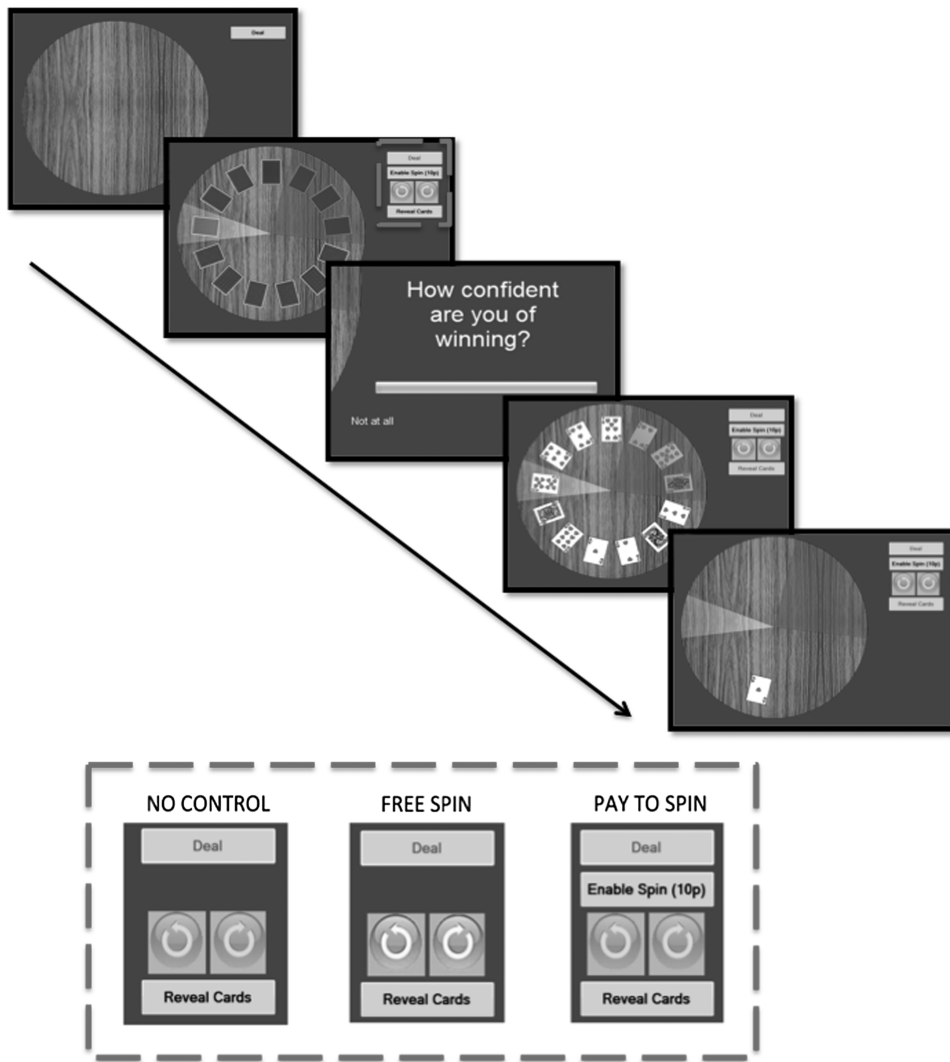 Deal
Deal
Enable Spin (10p)
Reveal Cards
How confident
are you of
winning?
Not at all
Deal
Enable Spin (10p)
Reveal Cards
Deal
Enable Spin (10p)
Reveal Cards
NO CONTROL
FREE SPIN
PAY TO SPIN
Deal
Deal
Deal
Enable Spin (10p)
Reveal Cards
Reveal Cards
Reveal Cards